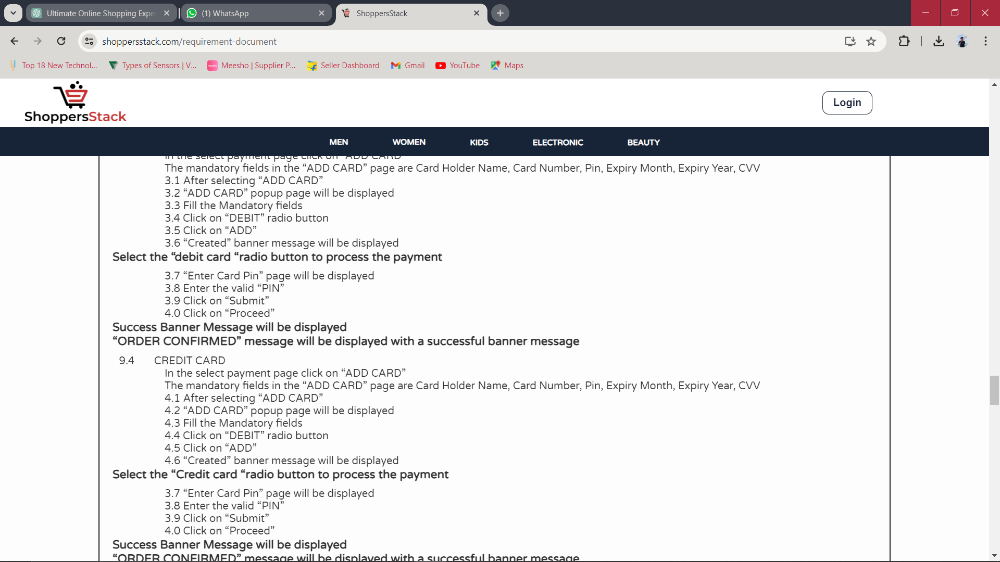 Ultimate Online Shopping Expe
(1) WhatsApp
ShoppersStack
shoppersstack.com/requirement-document
Top 18 New Technol...
Types of Sensors | V...
Meesho | Supplier P...
Seller Dashboard
Gmail
YouTube
Maps
ShoppersStack
Login
MEN
WOMEN
KIDS
ELECTRONIC
BEAUTY
In the select payment page click on “ADD CARD”
The mandatory fields in the “ADD CARD” page are Card Holder Name, Card Number, Pin, Expiry Month, Expiry Year, CVV
3.1 After selecting “ADD CARD”
3.2 “ADD CARD” popup page will be displayed
3.3 Fill the Mandatory fields
3.4 Click on “DEBIT” radio button
3.5 Click on “ADD”
3.6 “Created” banner message will be displayed
Select the “debit card “radio button to process the payment
3.7 “Enter Card Pin” page will be displayed
3.8 Enter the valid “PIN”
3.9 Click on “Submit”
4.0 Click on “Proceed”
Success Banner Message will be displayed
“ORDER CONFIRMED” message will be displayed with a successful banner message
9.4 CREDIT CARD
In the select payment page click on “ADD CARD”
The mandatory fields in the “ADD CARD” page are Card Holder Name, Card Number, Pin, Expiry Month, Expiry Year, CVV
4.1 After selecting “ADD CARD”
4.2 “ADD CARD” popup page will be displayed
4.3 Fill the Mandatory fields
4.4 Click on “DEBIT” radio button
4.5 Click on “ADD”
4.6 “Created” banner message will be displayed
Select the “Credit card “radio button to process the payment
3.7 “Enter Card Pin” page will be displayed
3.8 Enter the valid “PIN”
3.9 Click on “Submit”
4.0 Click on “Proceed”
Success Banner Message will be displayed
“ORDER CONFIRMED” message will be displayed with a successful banner message